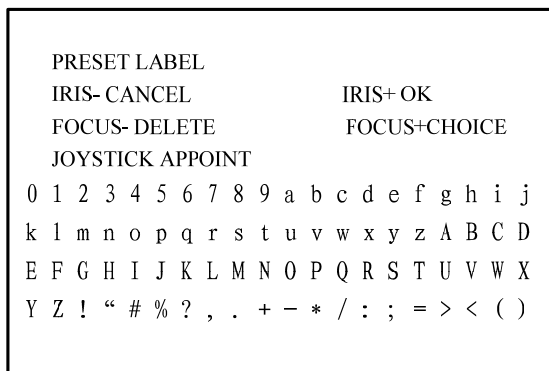 PRESET LABEL
IRIS- CANCEL IRIS+ OK
FOCUS- DELETE FOCUS+CHOICE
JOYSTICK APPOINT
0 1 2 3 4 5 6 7 8 9 a b c d e f g h i j
k l m n o p q r s t u v w x y z A B C D
E F G H I J K L M N O P Q R S T U V W X
Y Z ! “ # % ? , . + − * / : ; = > < ( )